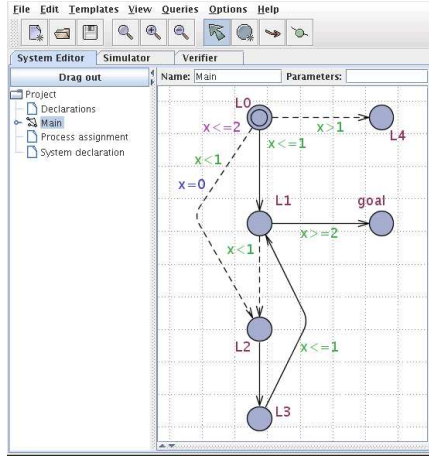 File Edit Templates View Queries Options Help
System Editor Simulator Verifier
Drag out
Name: Main Parameters:
Project
Declarations
Main
Process assignment
System declaration
L0
x<=2
x>1
L4
x<=1
x<1
x=0
L1
goal
x>=2
x<1
L2
x<=1
L3